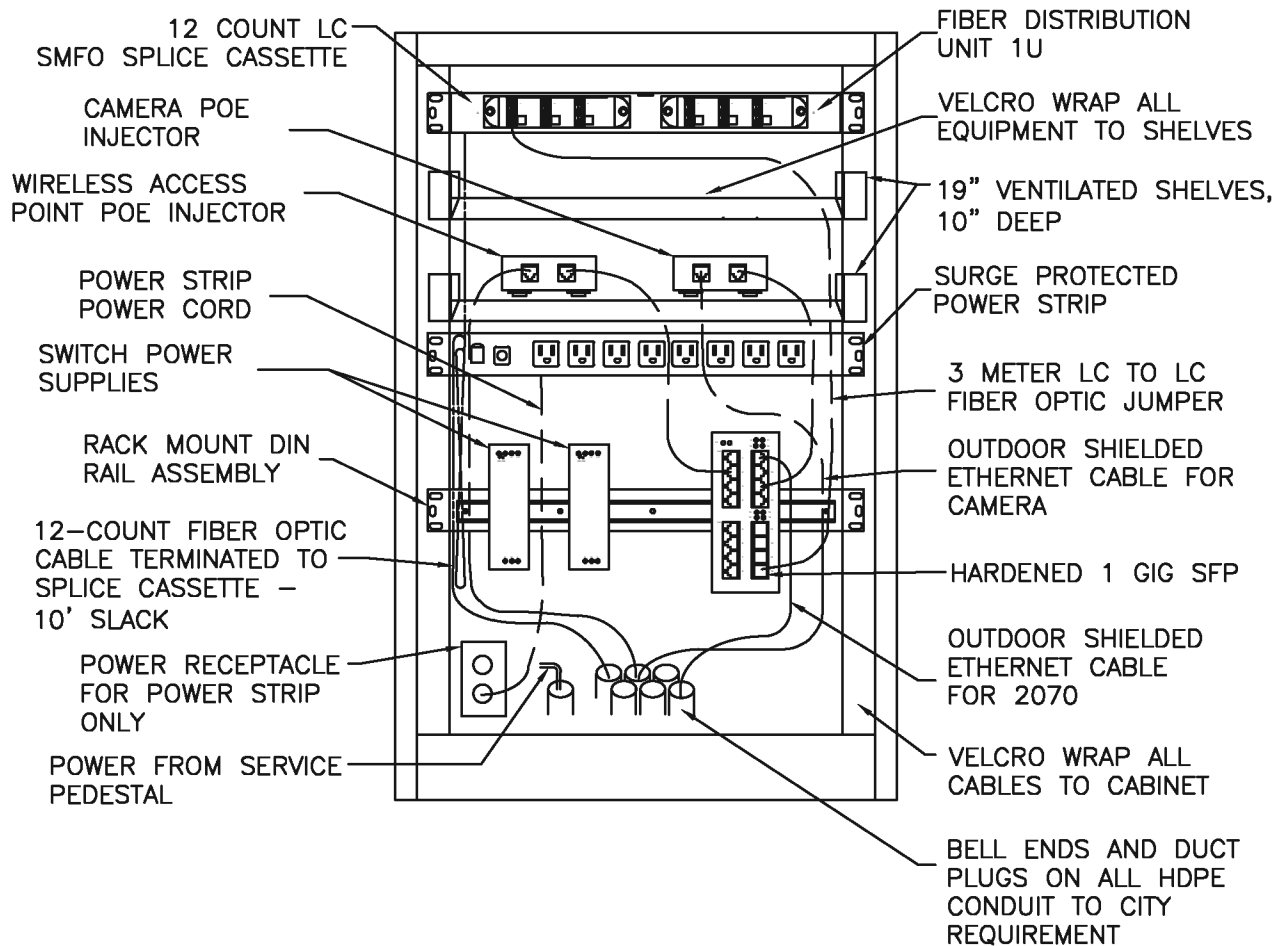 12 COUNT LC
SMFO SPLICE CASSETTE
CAMERA POE
INJECTOR
WIRELESS ACCESS
POINT POE INJECTOR
POWER STRIP
POWER CORD
SWITCH POWER
SUPPLIES
RACK MOUNT DIN
RAIL ASSEMBLY
12-COUNT FIBER OPTIC
CABLE TERMINATED TO
SPLICE CASSETTE -
10' SLACK
POWER RECEPTACLE
FOR POWER STRIP
ONLY
POWER FROM SERVICE
PEDESTAL
FIBER DISTRIBUTION
UNIT 1U
VELCRO WRAP ALL
EQUIPMENT TO SHELVES
19" VENTILATED SHELVES,
10" DEEP
SURGE PROTECTED
POWER STRIP
3 METER LC TO LC
FIBER OPTIC JUMPER
OUTDOOR SHIELDED
ETHERNET CABLE FOR
CAMERA
HARDENED 1 GIG SFP
OUTDOOR SHIELDED
ETHERNET CABLE
FOR 2070
VELCRO WRAP ALL
CABLES TO CABINET
BELL ENDS AND DUCT
PLUGS ON ALL HDPE
CONDUIT TO CITY
REQUIREMENT